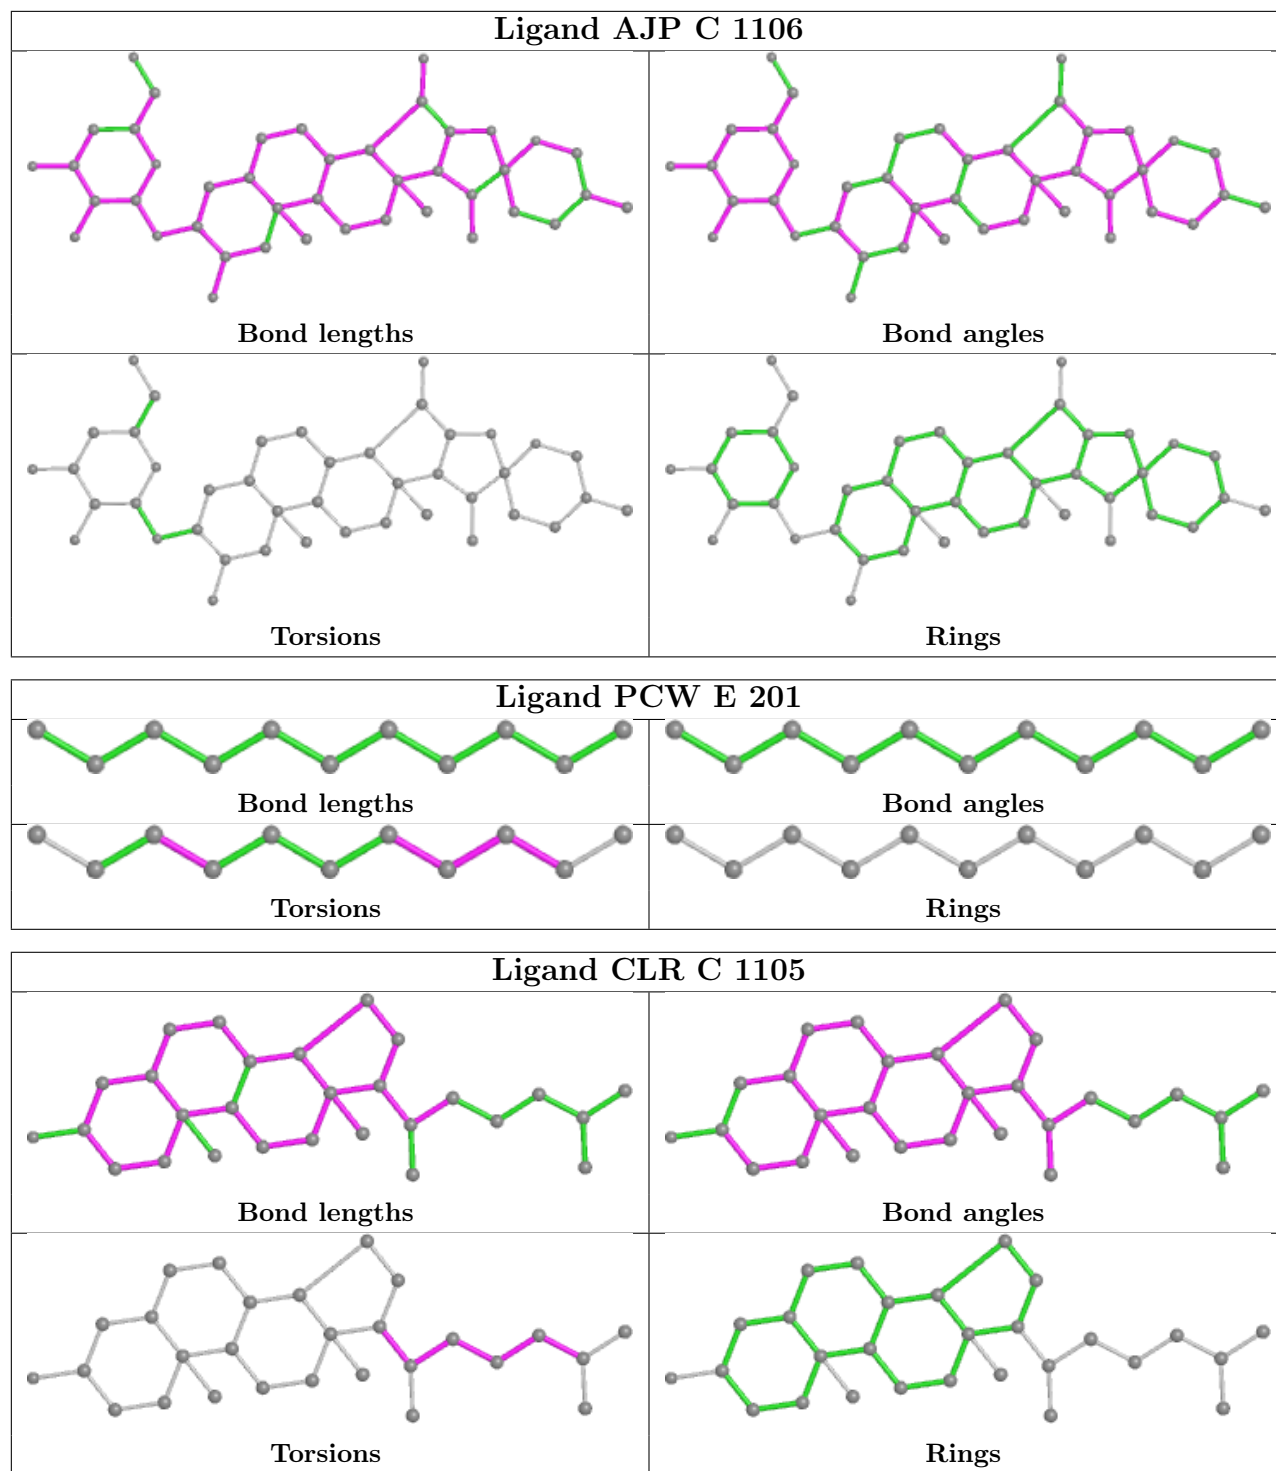 Ligand AJP C 1106
Bond lengths
Bond angles
Torsions
Rings
Ligand PCW E 201
Bond lengths
Bond angles
Torsions
Rings
Ligand CLR C 1105
Bond lengths
Bond angles
Torsions
Rings